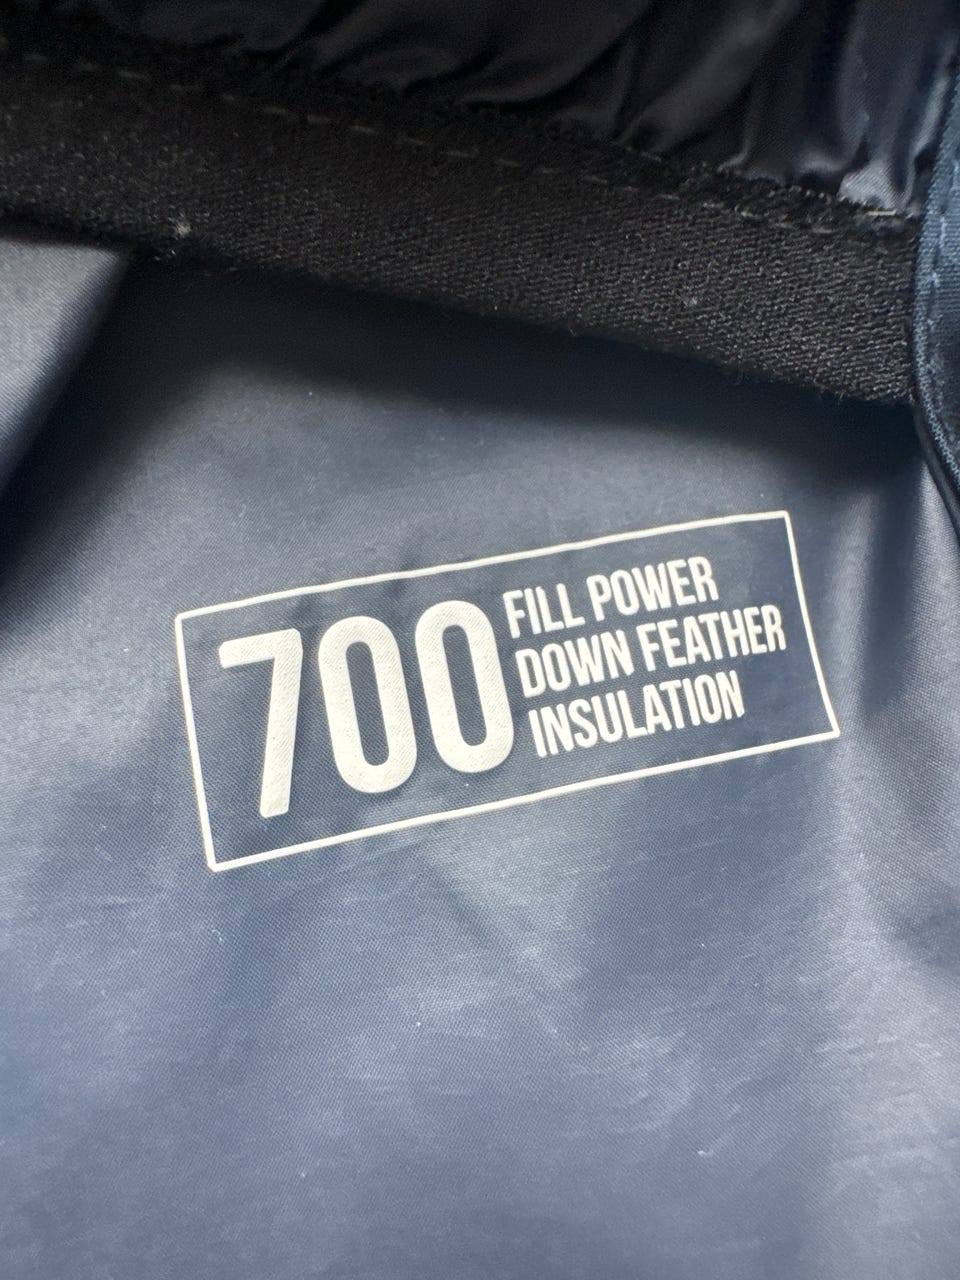 700
FILL POWER
DOWN FEATHER
INSULATION